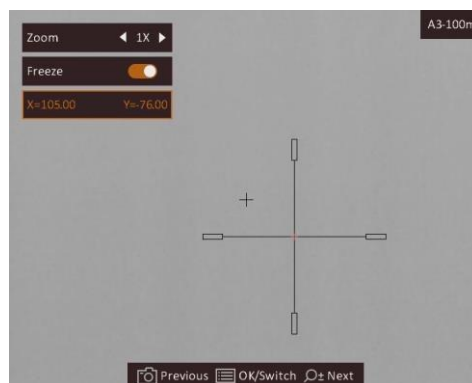 Zoom 1X
A3-100m
Freeze
X=105.00 Y=-76.00
Previous OK/Switch Next